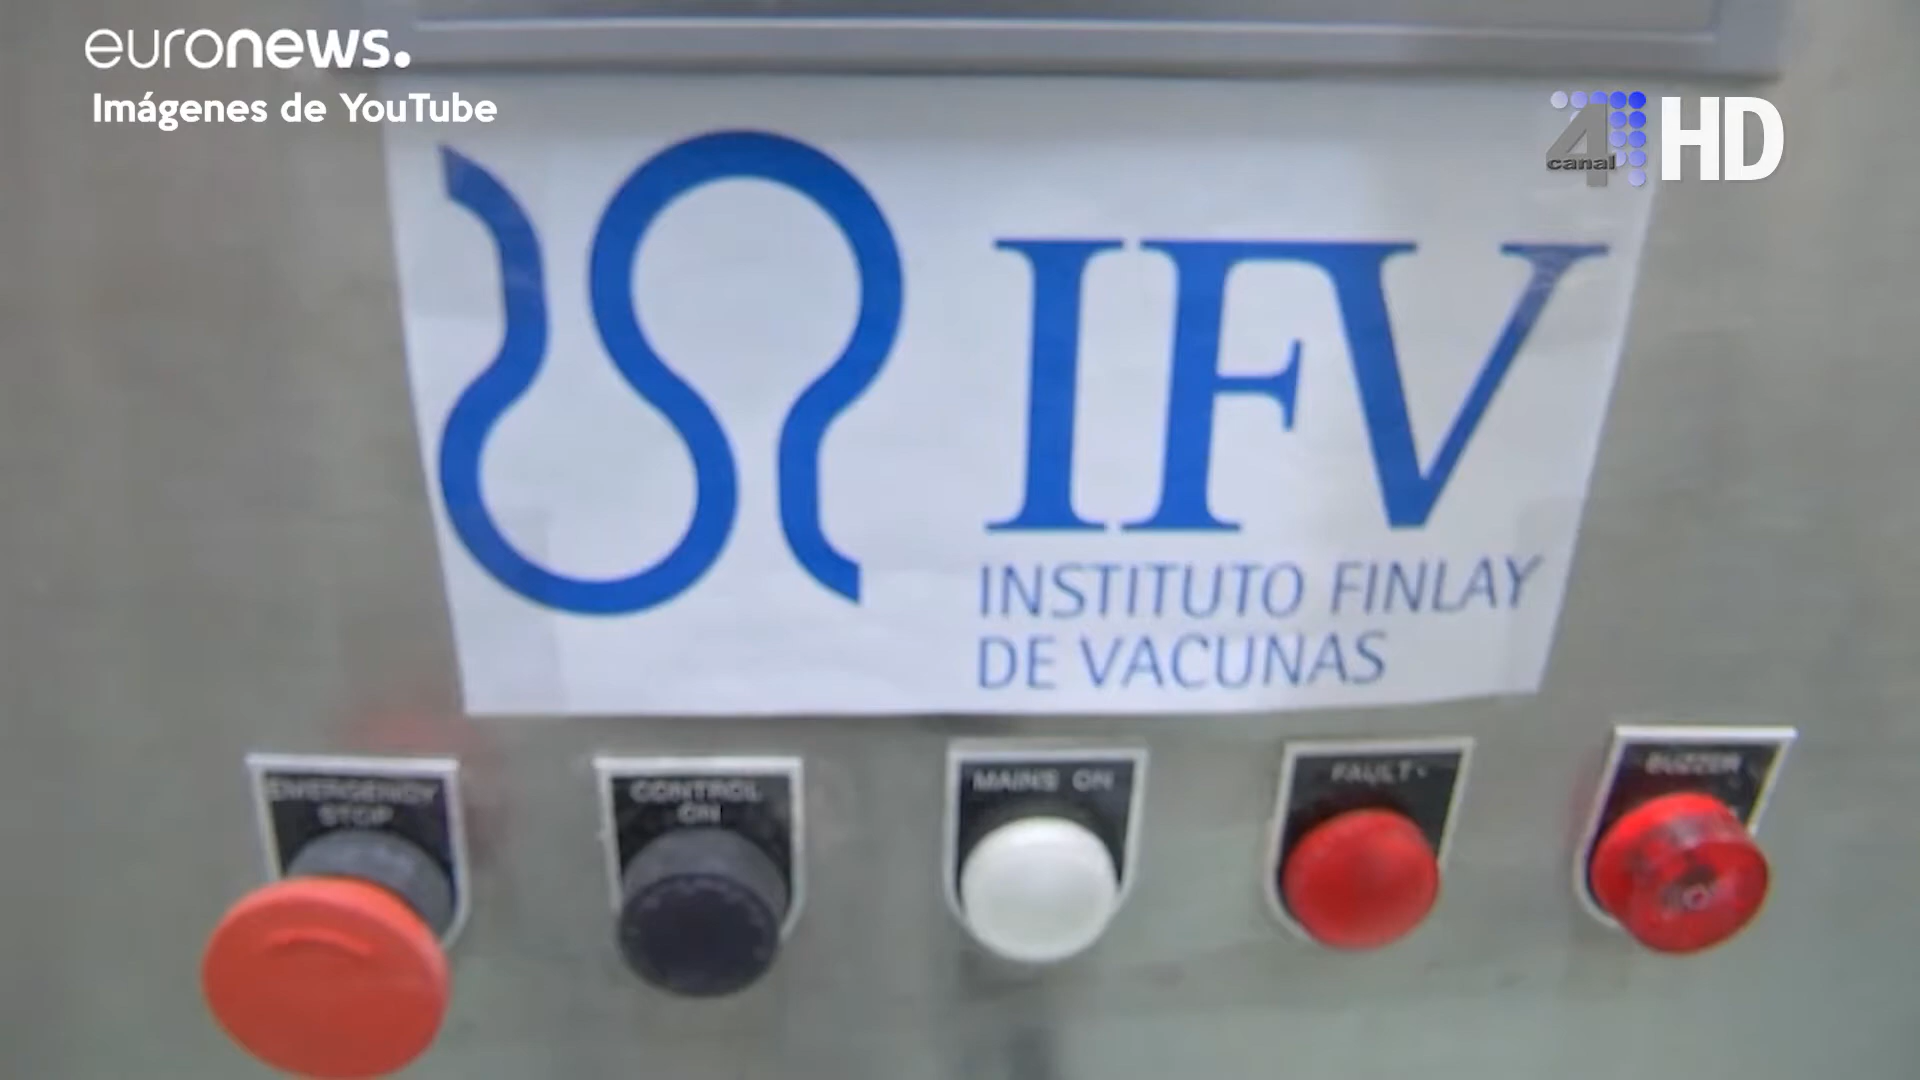 euronews.
Imágenes de YouTube
4
canal
HD
IFV
INSTITUTO FINLAY
DE VACUNAS
EMERGENCY
STOP
CONTROL
ON
MAINS ON
FAULT
BUZZER